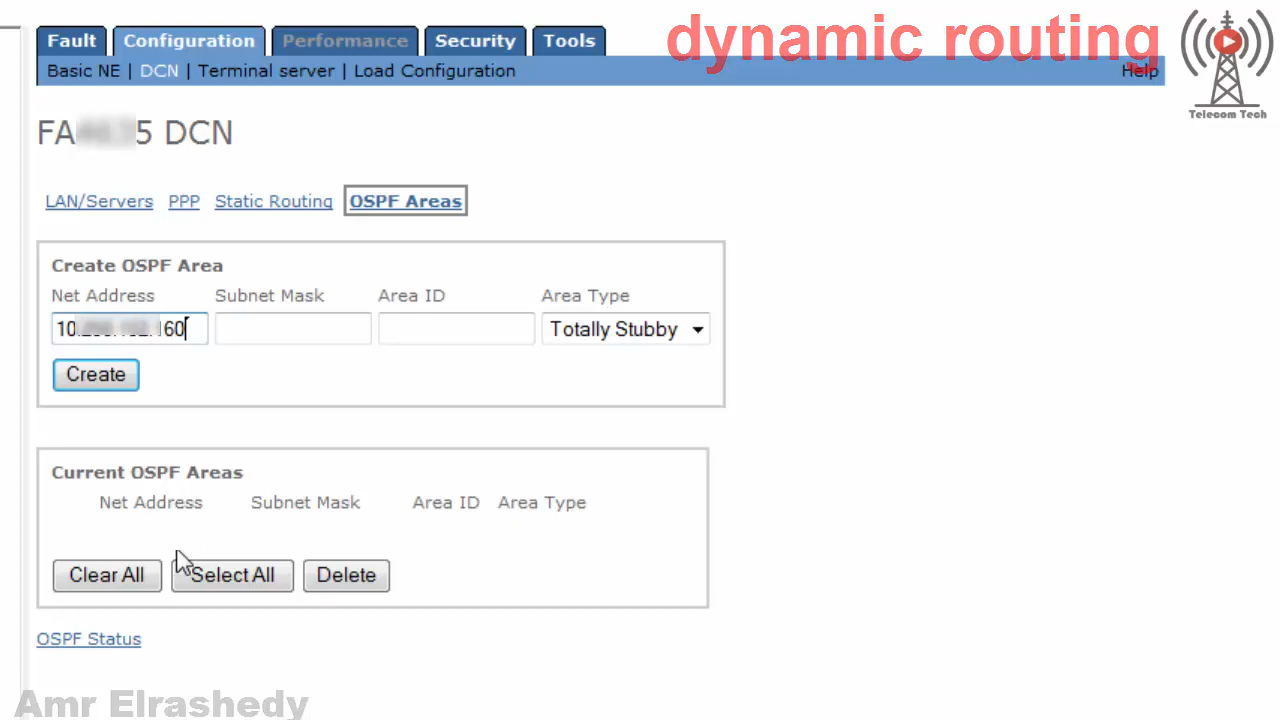 dynamic routing
Fault Configuration Performance Security Tools
Basic NE | DCN | Terminal server | Load Configuration Help
Telecom Tech
FA 5 DCN
LAN/Servers PPP Static Routing OSPF Areas
Create OSPF Area
Net Address Subnet Mask Area ID Area Type
10. 160 Totally Stubby
Create
Current OSPF Areas
Net Address Subnet Mask Area ID Area Type
Clear All Select All Delete
OSPF Status
Amr Elrashedy